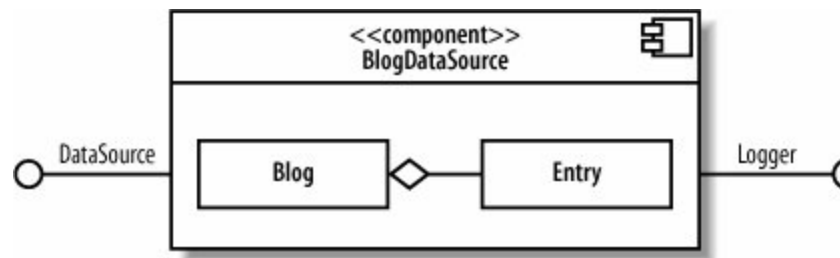 <<component>>
BlogDataSource
DataSource
Blog
Entry
Logger